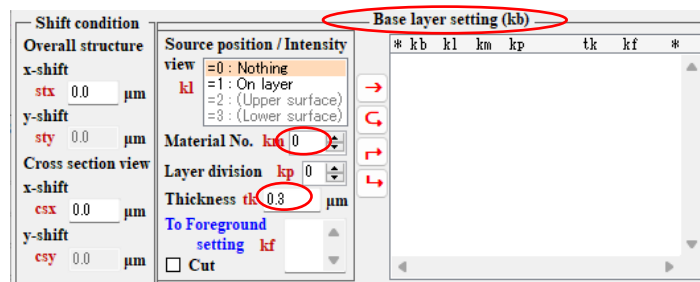 Shift condition
Overall structure
x-shift
stx 0.0 μm
y-shift
sty 0.0 μm
Cross section view
x-shift
csx 0.0 μm
y-shift
csy 0.0 μm
Base layer setting (kb)
Source position / Intensity
view
kl
=0 : Nothing
=1 : On layer
=2 : (Upper surface)
=3 : (Lower surface)
Material No. km 0
Layer division kp 0
Thickness tk 0.3 μm
To Foreground
setting kf
Cut
* kb kl km kp tk kf *